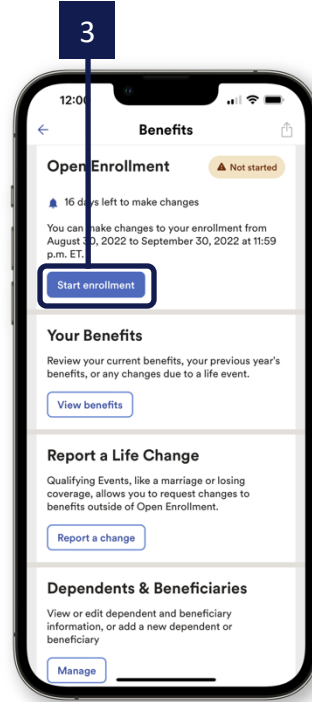 3
12:00
Benefits
Open Enrollment
Not started
16 days left to make changes
You can make changes to your enrollment from
August 30, 2022 to September 30, 2022 at 11:59
p.m. ET.
Start enrollment
Your Benefits
Review your current benefits, your previous year's
benefits, or any changes due to a life event.
View benefits
Report a Life Change
Qualifying Events, like a marriage or losing
coverage, allows you to request changes to
benefits outside of Open Enrollment.
Report a change
Dependents & Beneficiaries
View or edit dependent and beneficiary
information, or add a new dependent or
beneficiary
Manage